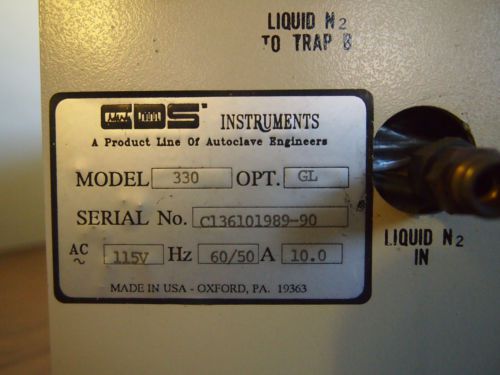 LIQUID N2
TO TRAP B
CDS INSTRUMENTS
A Product Line Of Autoclave Engineers
MODEL 330 OPT. GL
SERIAL No. C136101989-90
AC ~ 115V Hz 60/50 A 10.0
MADE IN USA - OXFORD, PA. 19363
LIQUID N2
IN